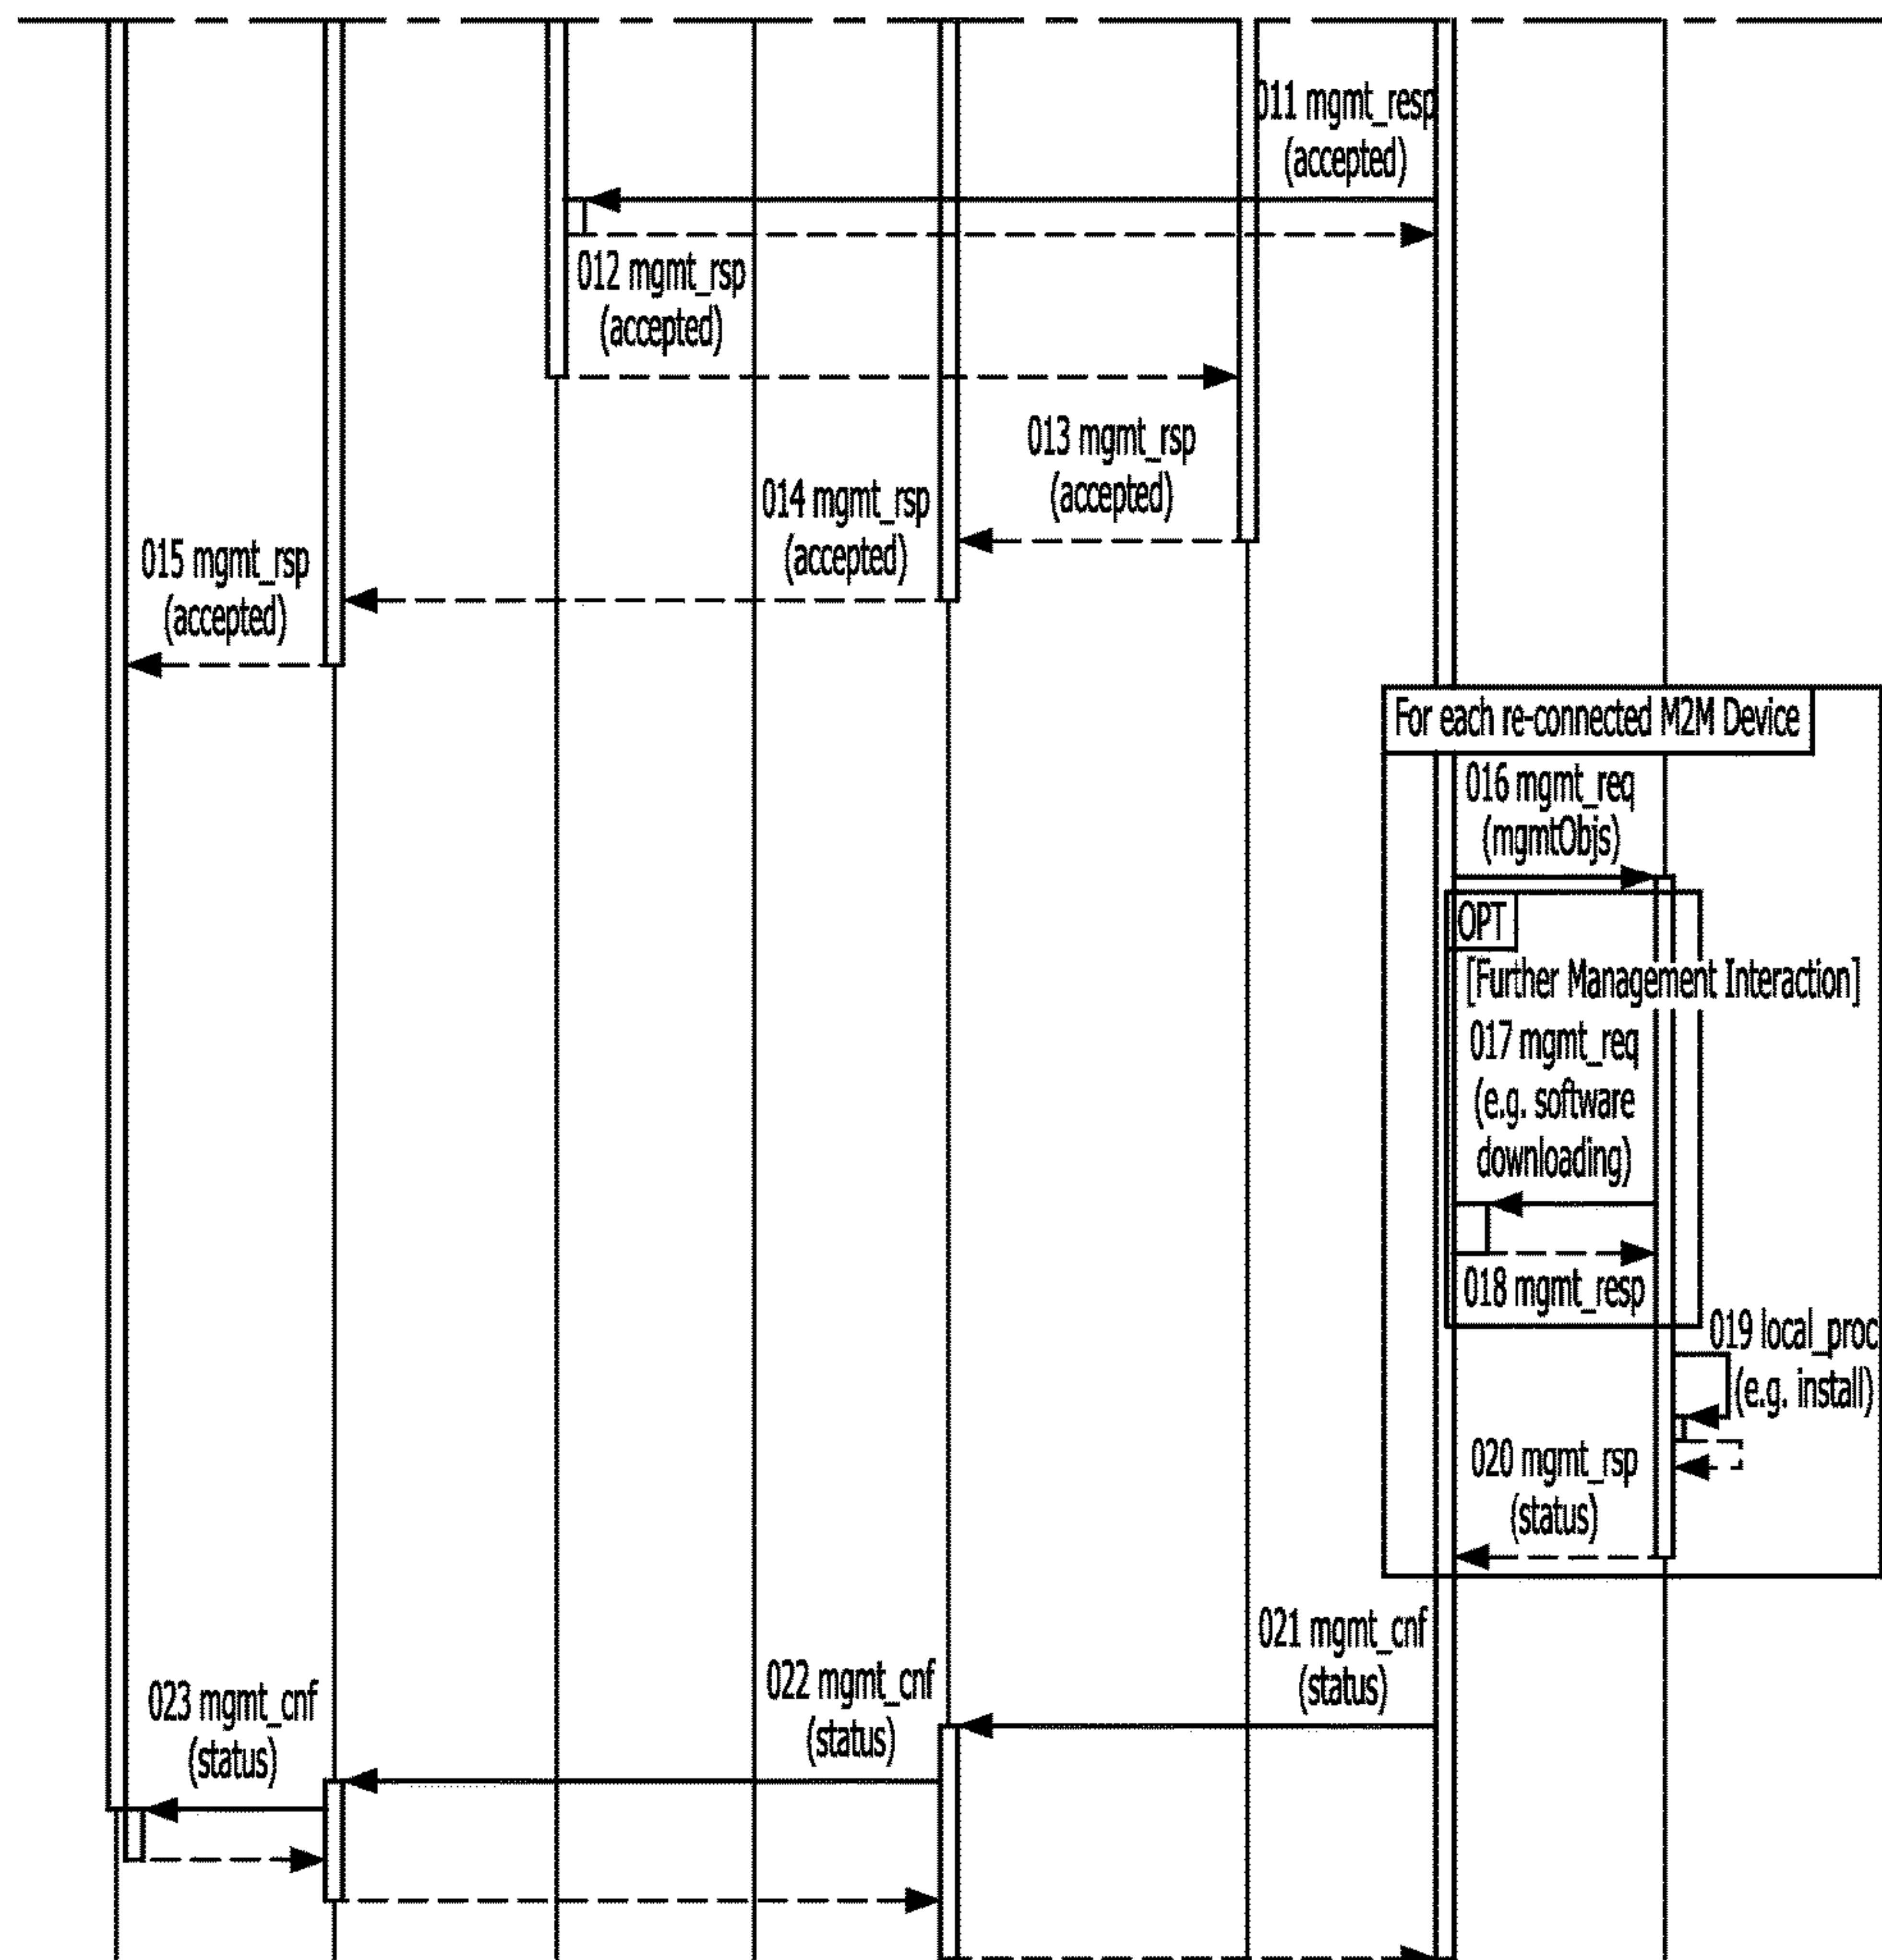 011 mgmt_resp
(accepted)
012 mgmt_rsp
(accepted)
013 mgmt_rsp
(accepted)
014 mgmt_rsp
(accepted)
015 mgmt_rsp
(accepted)
For each re-connected M2M Device
016 mgmt_req
(mgmtObjs)
OPT
[Further Management Interaction]
017 mgmt_req
(e.g. software
downloading)
018 mgmt_resp
019 local_proc
(e.g. install)
020 mgmt_rsp
(status)
021 mgmt_cnf
(status)
022 mgmt_cnf
(status)
023 mgmt_cnf
(status)